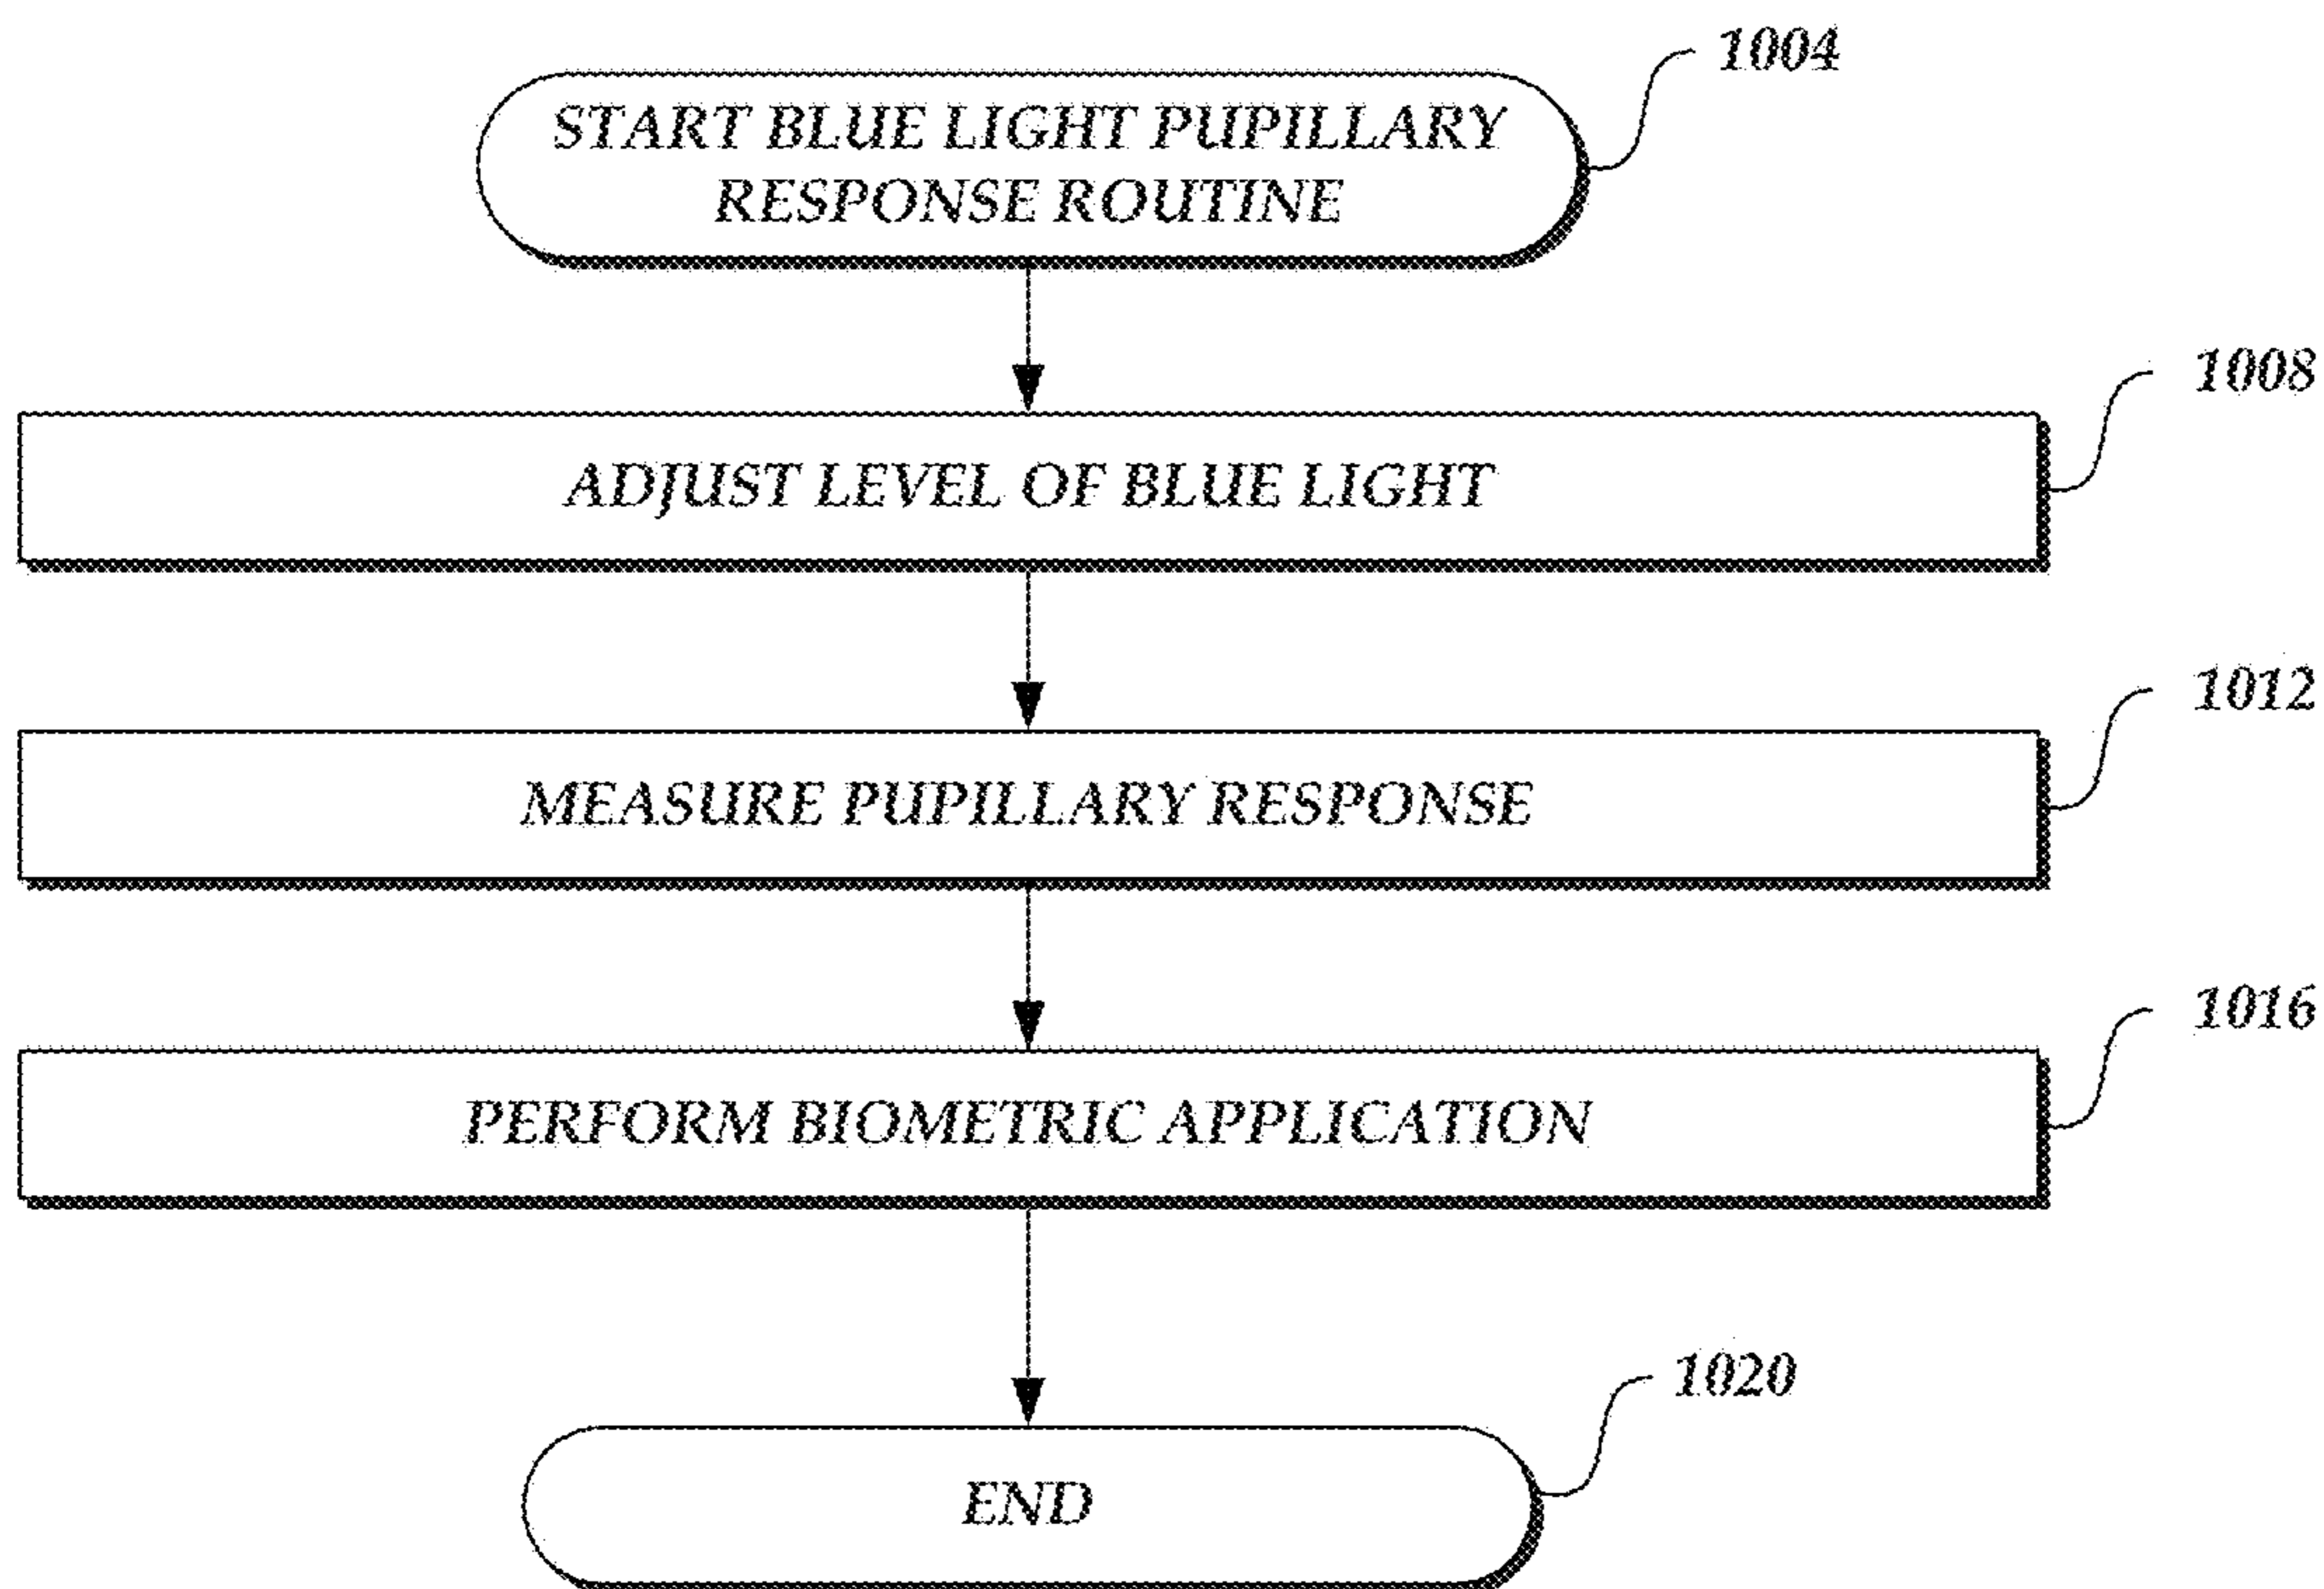 1004
START BLUE LIGHT PUPILLARY
RESPONSE ROUTINE
1008
ADJUST LEVEL OF BLUE LIGHT
1012
MEASURE PUPILLARY RESPONSE
1016
PERFORM BIOMETRIC APPLICATION
1020
END